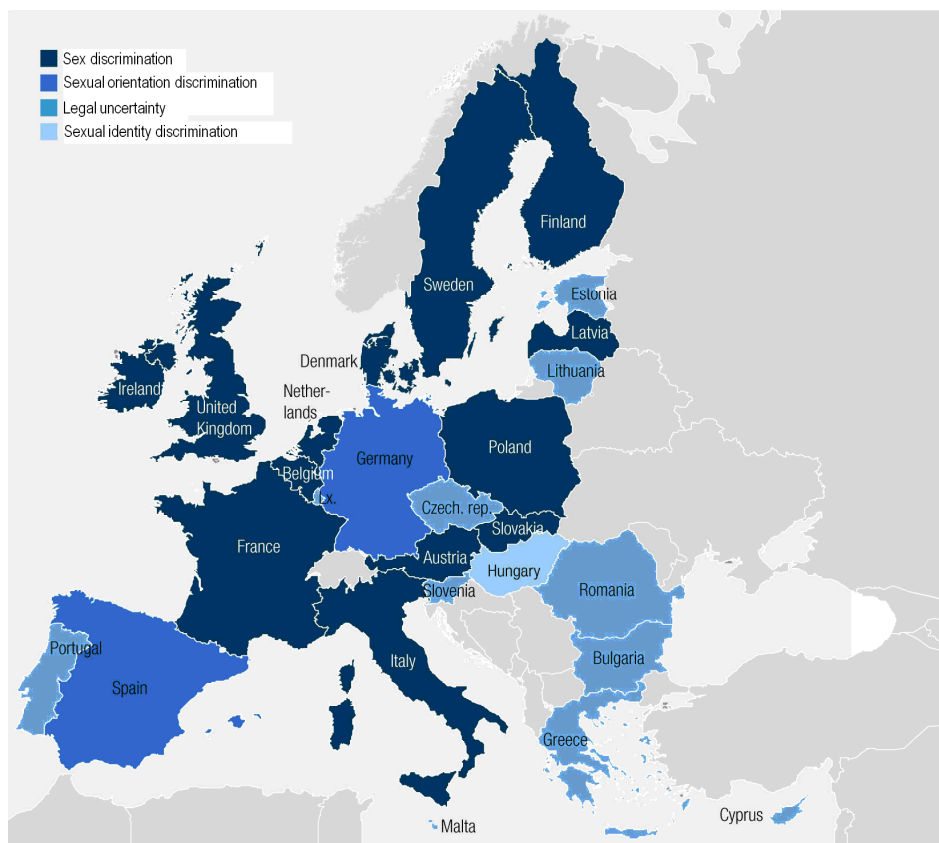 Sex discrimination
Sexual orientation discrimination
Legal uncertainty
Sexual identity discrimination
Finland
Sweden
Estonia
Latvia
Denmark
Lithuania
Ireland
Nether-
lands
United
Kingdom
Poland
Germany
Belgium
Lx.
Czech. rep.
Slovakia
France
Austria
Hungary
Slovenia
Romania
Portugal
Bulgaria
Italy
Spain
Greece
Cyprus
Malta